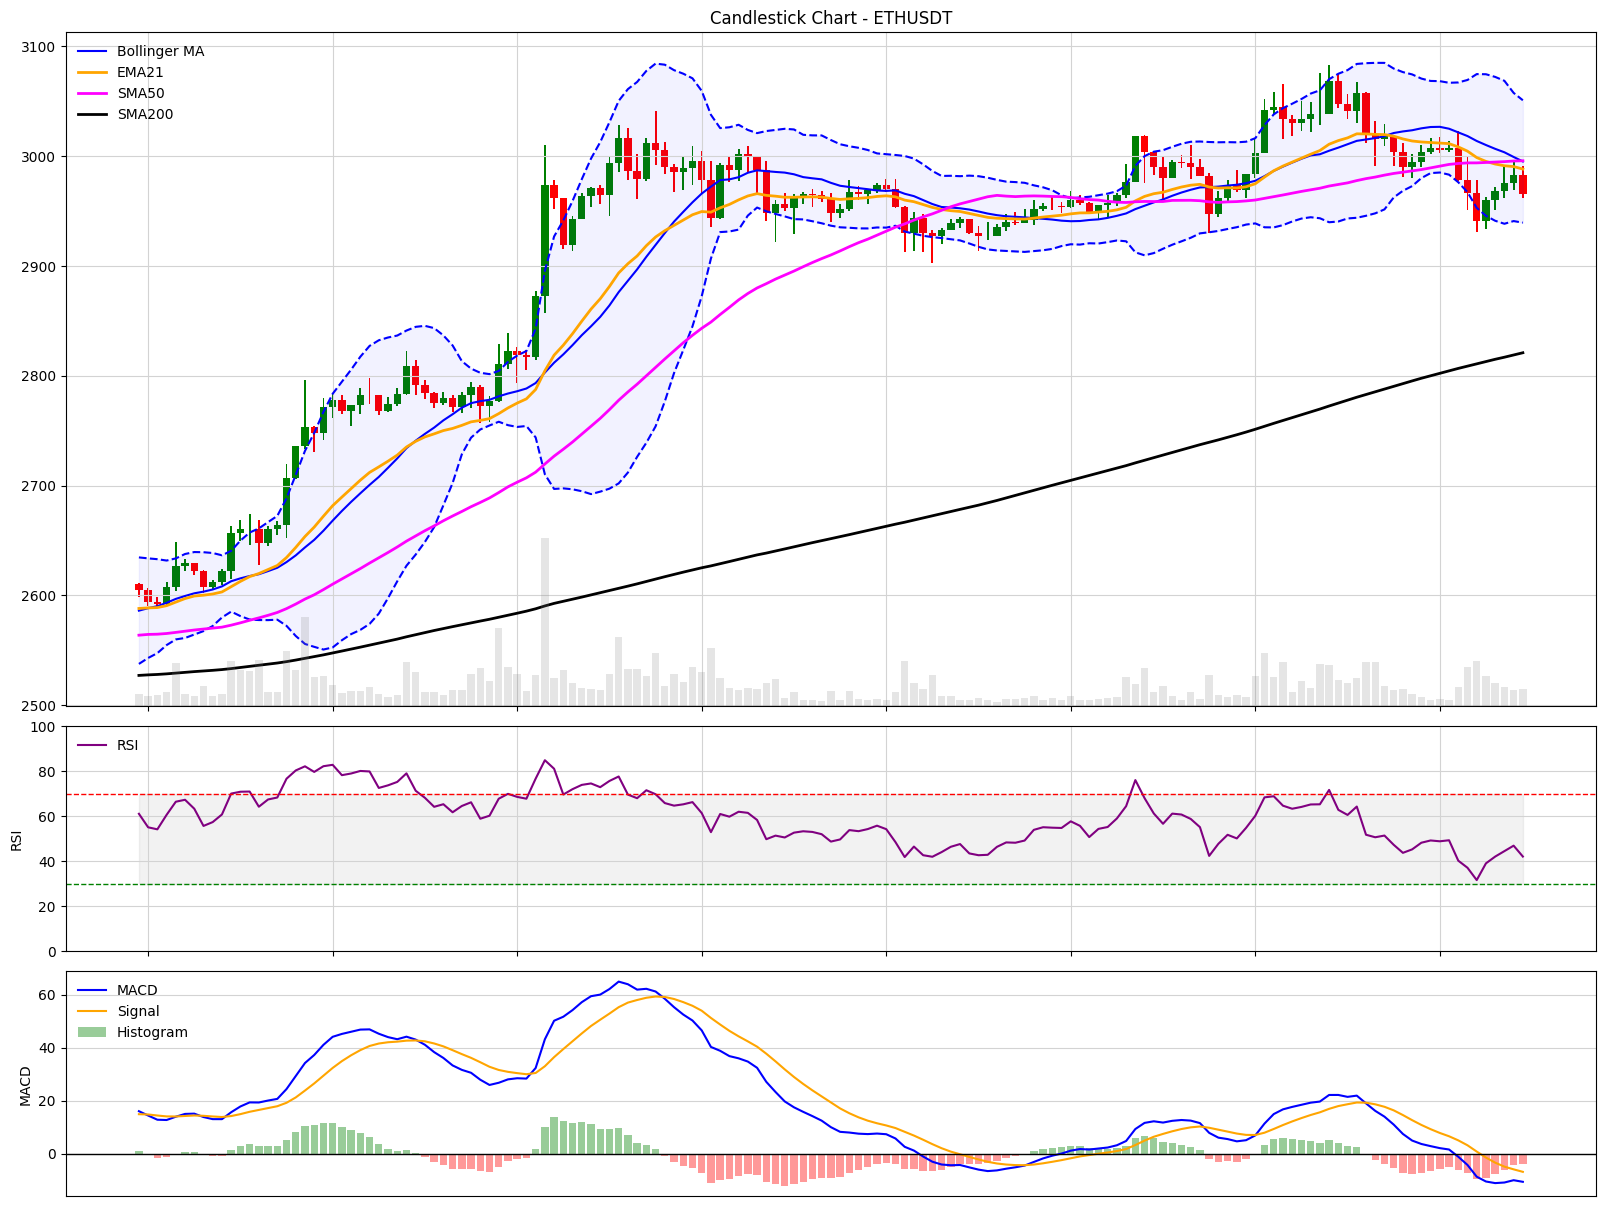 Candlestick Chart - ETHUSDT
3100
3000
2900
2800
2700
2600
2500
Bollinger MA
EMA21
SMA50
SMA200
100
80
60
40
20
0
RSI
RSI
60
40
20
0
MACD
MACD
Signal
Histogram